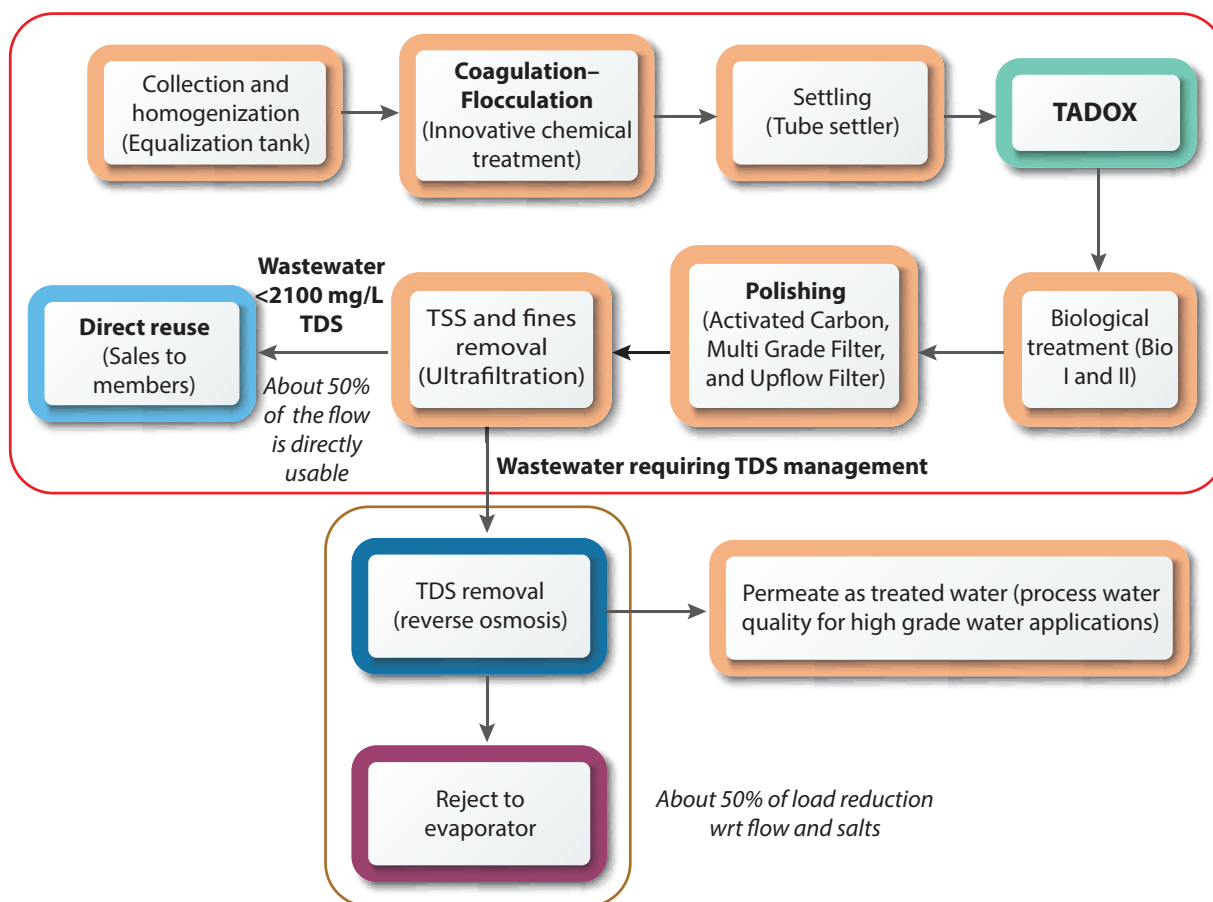 Collection and
homogenization
(Equalization tank)
Coagulation–
Flocculation
(Innovative chemical
treatment)
Settling
(Tube settler)
TADOX
Biological
treatment (Bio
I and II)
Polishing
(Activated Carbon,
Multi Grade Filter,
and Upflow Filter)
TSS and fines
removal
(Ultrafiltration)
Wastewater
<2100 mg/L
TDS
About 50%
of the flow
is directly
usable
Direct reuse
(Sales to
members)
Wastewater requiring TDS management
TDS removal
(reverse osmosis)
Permeate as treated water (process water
quality for high grade water applications)
Reject to
evaporator
About 50% of load reduction
wrt flow and salts